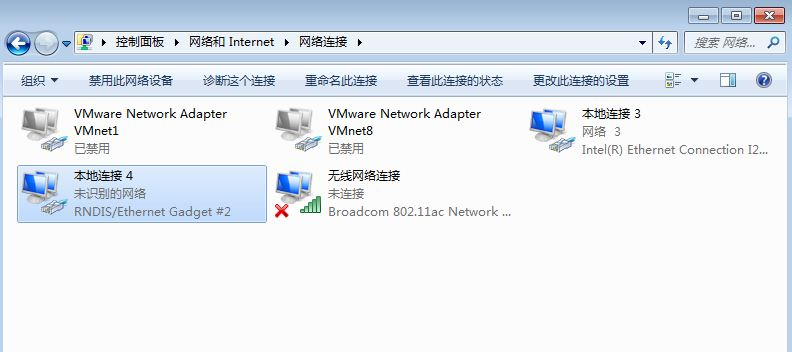 控制面板 ▶ 网络和 Internet ▶ 网络连接 ▶
搜索 网络...
组织 ▼ 禁用此网络设备 诊断这个连接 重命名此连接 查看此连接的状态 更改此连接的设置
VMware Network Adapter
VMnet1
已禁用
VMware Network Adapter
VMnet8
已禁用
本地连接 3
网络 3
Intel(R) Ethernet Connection I2...
本地连接 4
未识别的网络
RNDIS/Ethernet Gadget #2
无线网络连接
未连接
Broadcom 802.11ac Network ...